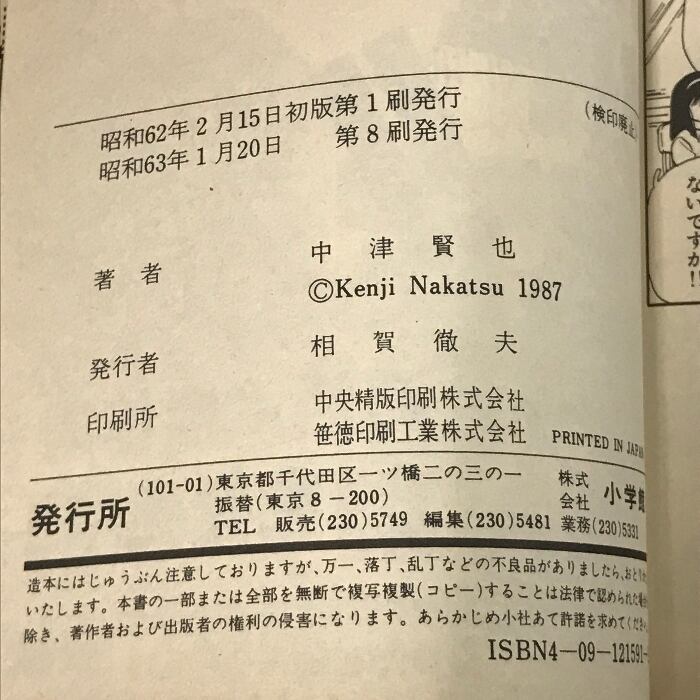 昭和62年2月15日初版第1刷発行
(検印廃止)
昭和63年1月20日 第8刷発行
著者 中津賢也
©Kenji Nakatsu 1987
発行者 相賀徹夫
印刷所 中央精版印刷株式会社
笹徳印刷工業株式会社
PRINTED IN JAPAN
発行所
(101-01)東京都千代田区一ツ橋二の三の一
振替(東京8-200)
TEL 販売(230)5749 編集(230)5481 業務(230)5331
株式会社 小学館
造本にはじゅうぶん注意しておりますが、万一、落丁、乱丁などの不良品がありましたら、おとりか
いたします。本書の一部または全部を無断で複写複製(コピー)することは法律で認められた場合
除き、著作者および出版者の権利の侵害になります。あらかじめ小社あて許諾を求めてください。
ISBN4-09-121591-
ないですか!!